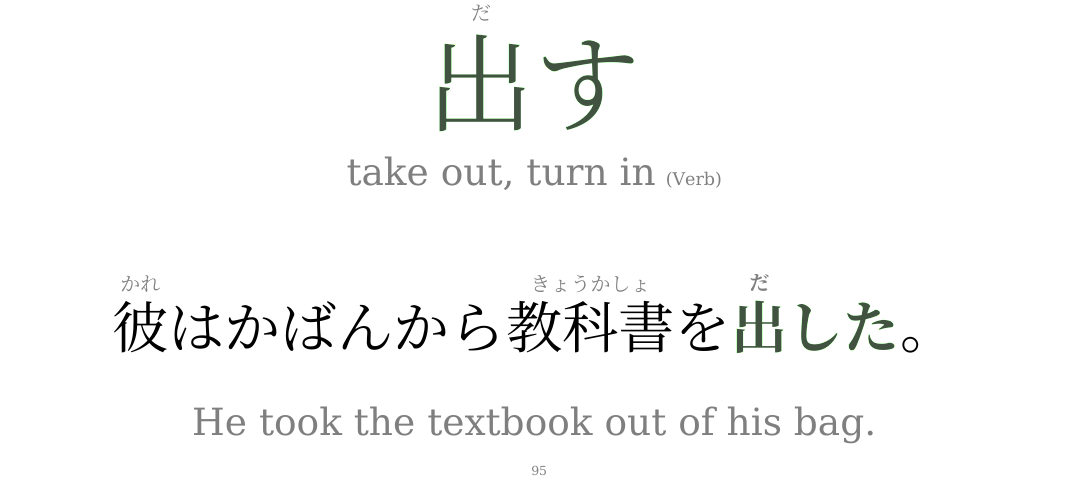 だ
出す
take out, turn in (Verb)
かれ きょうかしょ だ
彼はかばんから教科書を出した。
He took the textbook out of his bag.
95